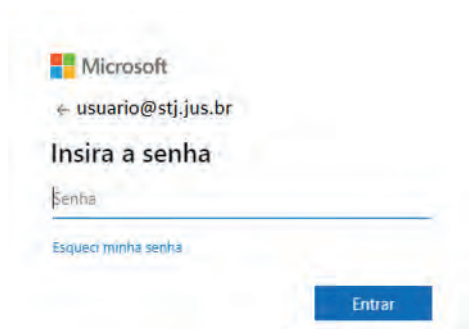 Microsoft
← usuario@stj.jus.br
Insira a senha
Senha
Esqueci minha senha
Entrar